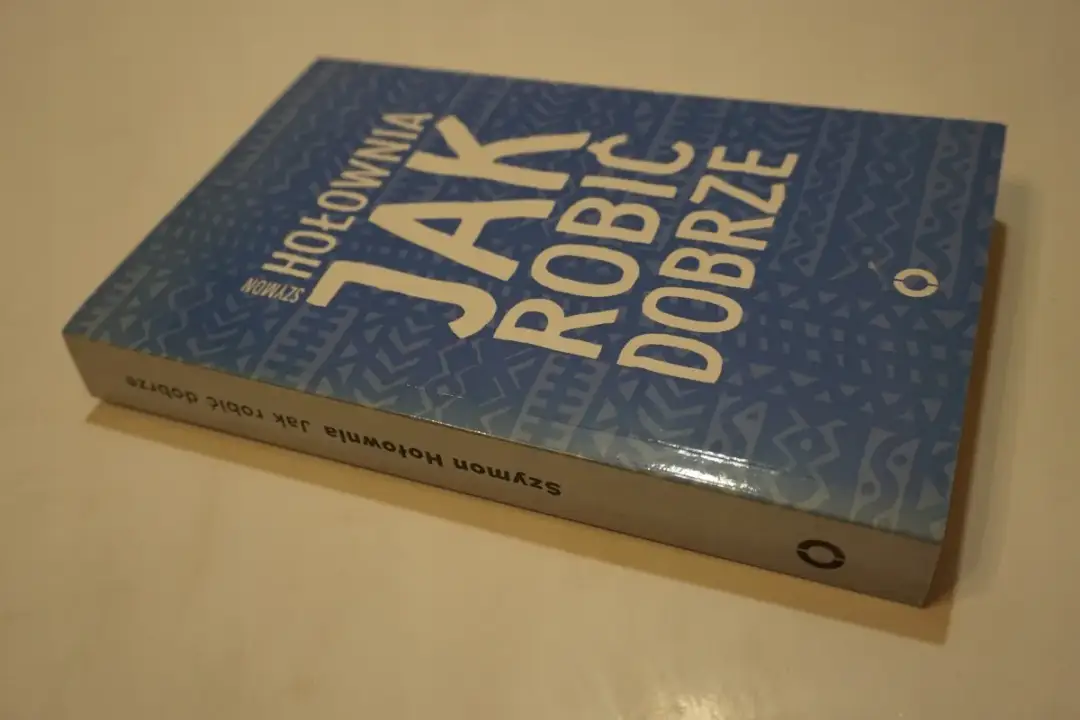 SZYMON
HOŁOWNIA
JAK
ROBIĆ
DOBRZE
Szymon Hołownia Jak robić dobrze